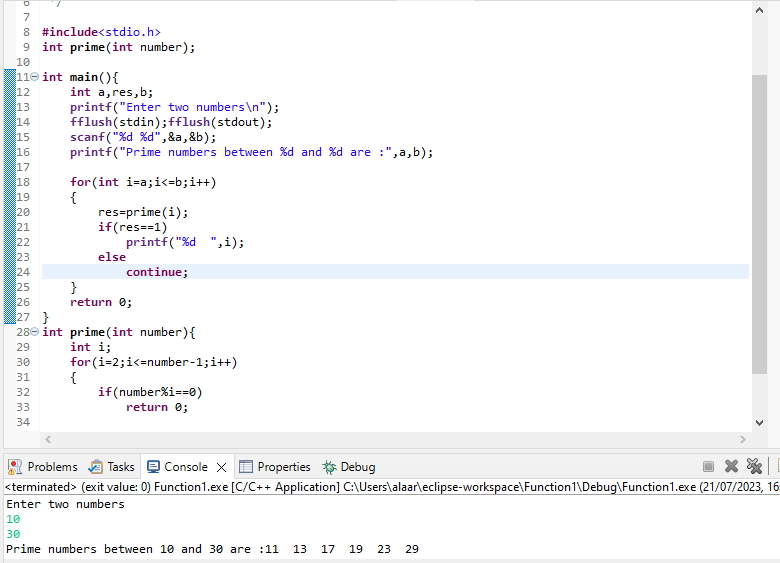 6 */
7
8 #include<stdio.h>
9 int prime(int number);
10
11 int main(){
12 int a,res,b;
13 printf("Enter two numbers\n");
14 fflush(stdin);fflush(stdout);
15 scanf("%d %d",&a,&b);
16 printf("Prime numbers between %d and %d are :",a,b);
17
18 for(int i=a;i<=b;i++)
19 {
20 res=prime(i);
21 if(res==1)
22 printf("%d  ",i);
23 else
24 continue;
25 }
26 return 0;
27 }
28 int prime(int number){
29 int i;
30 for(i=2;i<=number-1;i++)
31 {
32 if(number%i==0)
33 return 0;
34
Problems Tasks Console Properties Debug
<terminated> (exit value: 0) Function1.exe [C/C++ Application] C:\Users\alaar\eclipse-workspace\Function1\Debug\Function1.exe (21/07/2023, 16:
Enter two numbers
10
30
Prime numbers between 10 and 30 are :11  13  17  19  23  29